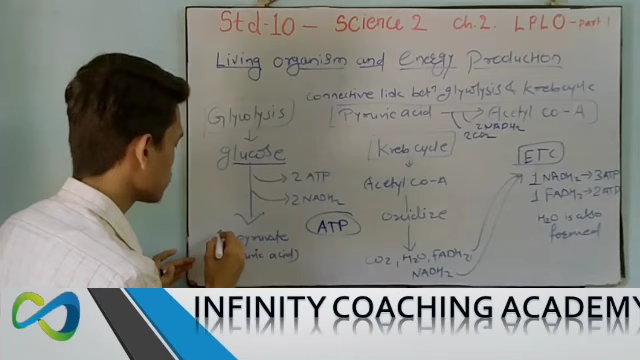 Std-10 - Science 2 Ch.2. LPLO-part 1
Living organism and Energy Production
connective link betn glycolysis & Krebcycle
Glycolysis
Pyruvic acid → Acetyl co-A
2NADH2
2CO2
glucose
→ 2 ATP
→ 2 NADH2
ATP
Krebcycle
Acetyl co-A
oxidize
CO2, H2O, FADH2
NADH2
ETC
1 NADH2 → 3ATP
1 FADH2 → 2ATP
H2O is also
formed
INFINITY COACHING ACADEMY